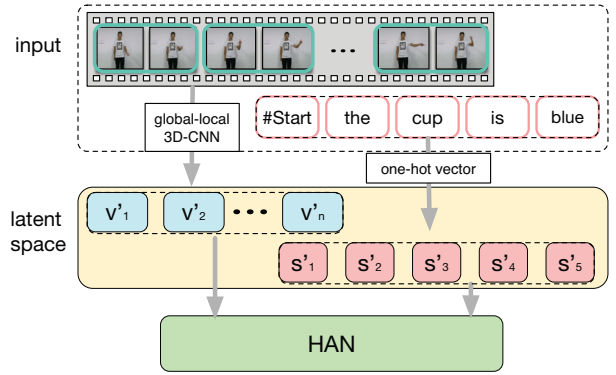 input
global-local
3D-CNN
#Start the cup is blue
one-hot vector
latent
space
v'1 v'2 ••• v'n
s'1 s'2 s'3 s'4 s'5
HAN